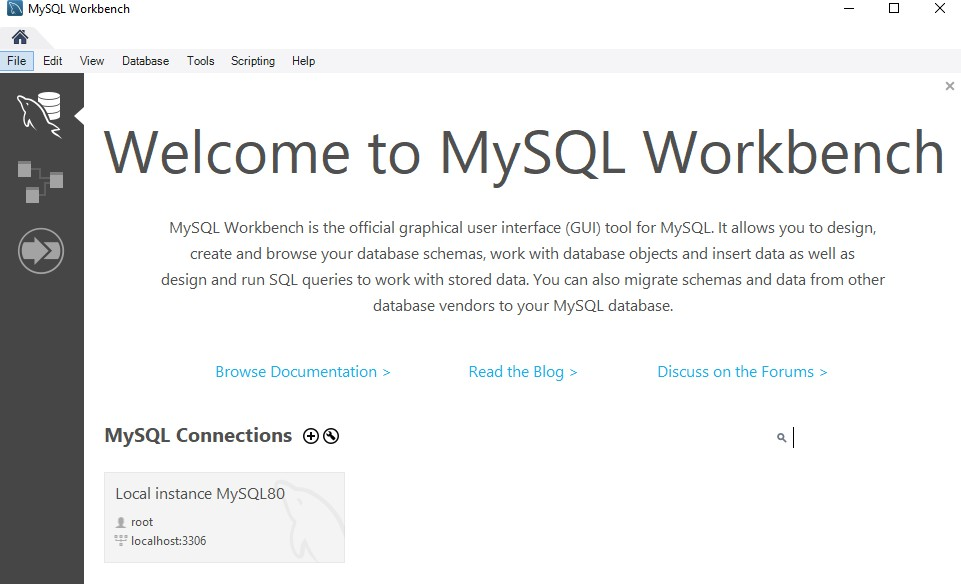 MySQL Workbench
File Edit View Database Tools Scripting Help
Welcome to MySQL Workbench
MySQL Workbench is the official graphical user interface (GUI) tool for MySQL. It allows you to design,
create and browse your database schemas, work with database objects and insert data as well as
design and run SQL queries to work with stored data. You can also migrate schemas and data from other
database vendors to your MySQL database.
Browse Documentation > Read the Blog > Discuss on the Forums >
MySQL Connections
Local instance MySQL80
root
localhost:3306